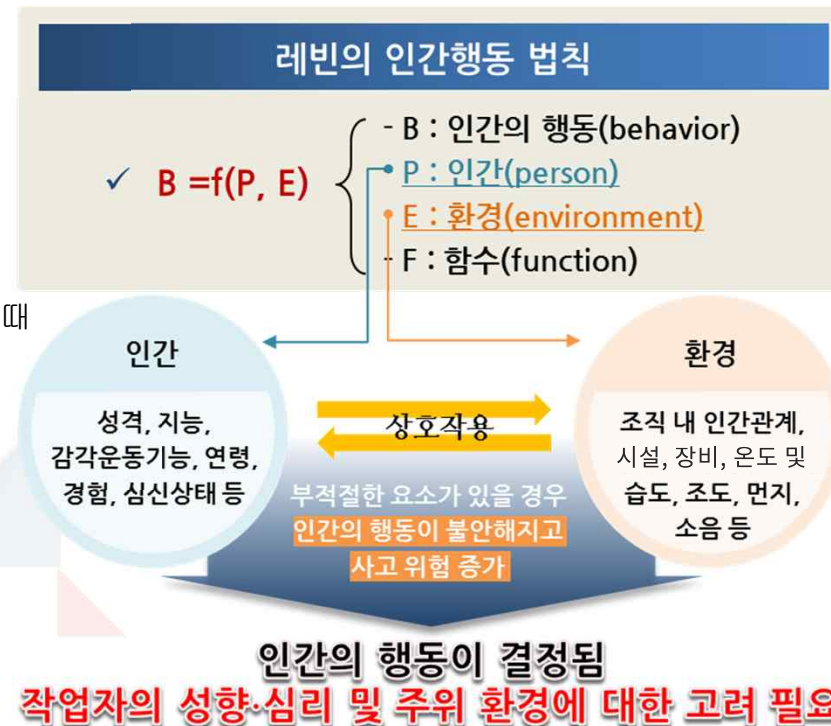 레빈의 인간행동 법칙
✓ B =f(P, E)
- B : 인간의 행동(behavior)
P : 인간(person)
E : 환경(environment)
- F : 함수(function)
때
인간
성격, 지능,
감각운동기능, 연령,
경험, 심신상태 등
상호작용
부적절한 요소가 있을 경우
인간의 행동이 불안해지고
사고 위험 증가
환경
조직 내 인간관계,
시설, 장비, 온도 및
습도, 조도, 먼지,
소음 등
인간의 행동이 결정됨
작업자의 성향·심리 및 주위 환경에 대한 고려 필요